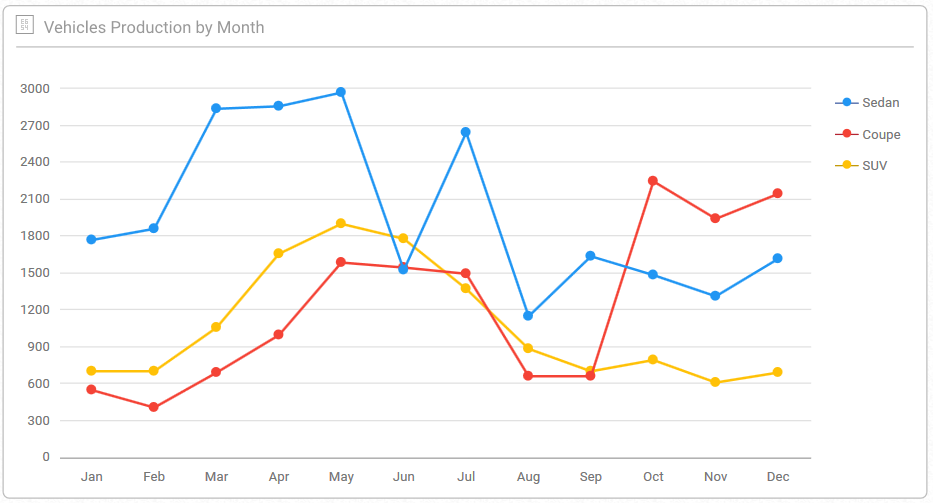 Vehicles Production by Month
3000
2700
2400
2100
1800
1500
1200
900
600
300
0
Jan Feb Mar Apr May Jun Jul Aug Sep Oct Nov Dec
Sedan
Coupe
SUV